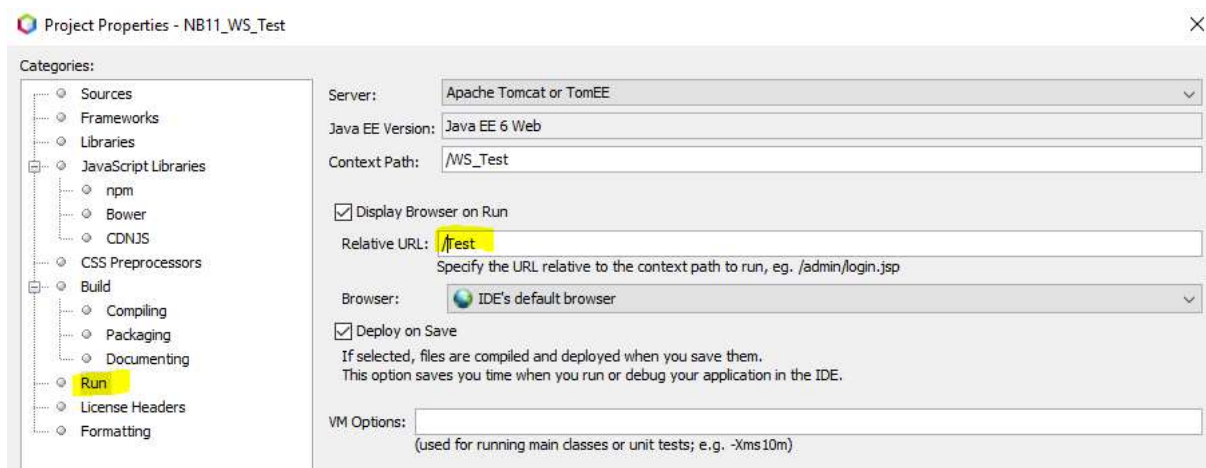 Project Properties - NB11_WS_Test
Categories:
Sources
Frameworks
Libraries
JavaScript Libraries
npm
Bower
CDNJS
CSS Preprocessors
Build
Compiling
Packaging
Documenting
Run
License Headers
Formatting
Server: Apache Tomcat or TomEE
Java EE Version: Java EE 6 Web
Context Path: /WS_Test
Display Browser on Run
Relative URL: /Test
Specify the URL relative to the context path to run, eg. /admin/login.jsp
Browser: IDE's default browser
Deploy on Save
If selected, files are compiled and deployed when you save them.
This option saves you time when you run or debug your application in the IDE.
VM Options:
(used for running main classes or unit tests; e.g. -Xms10m)